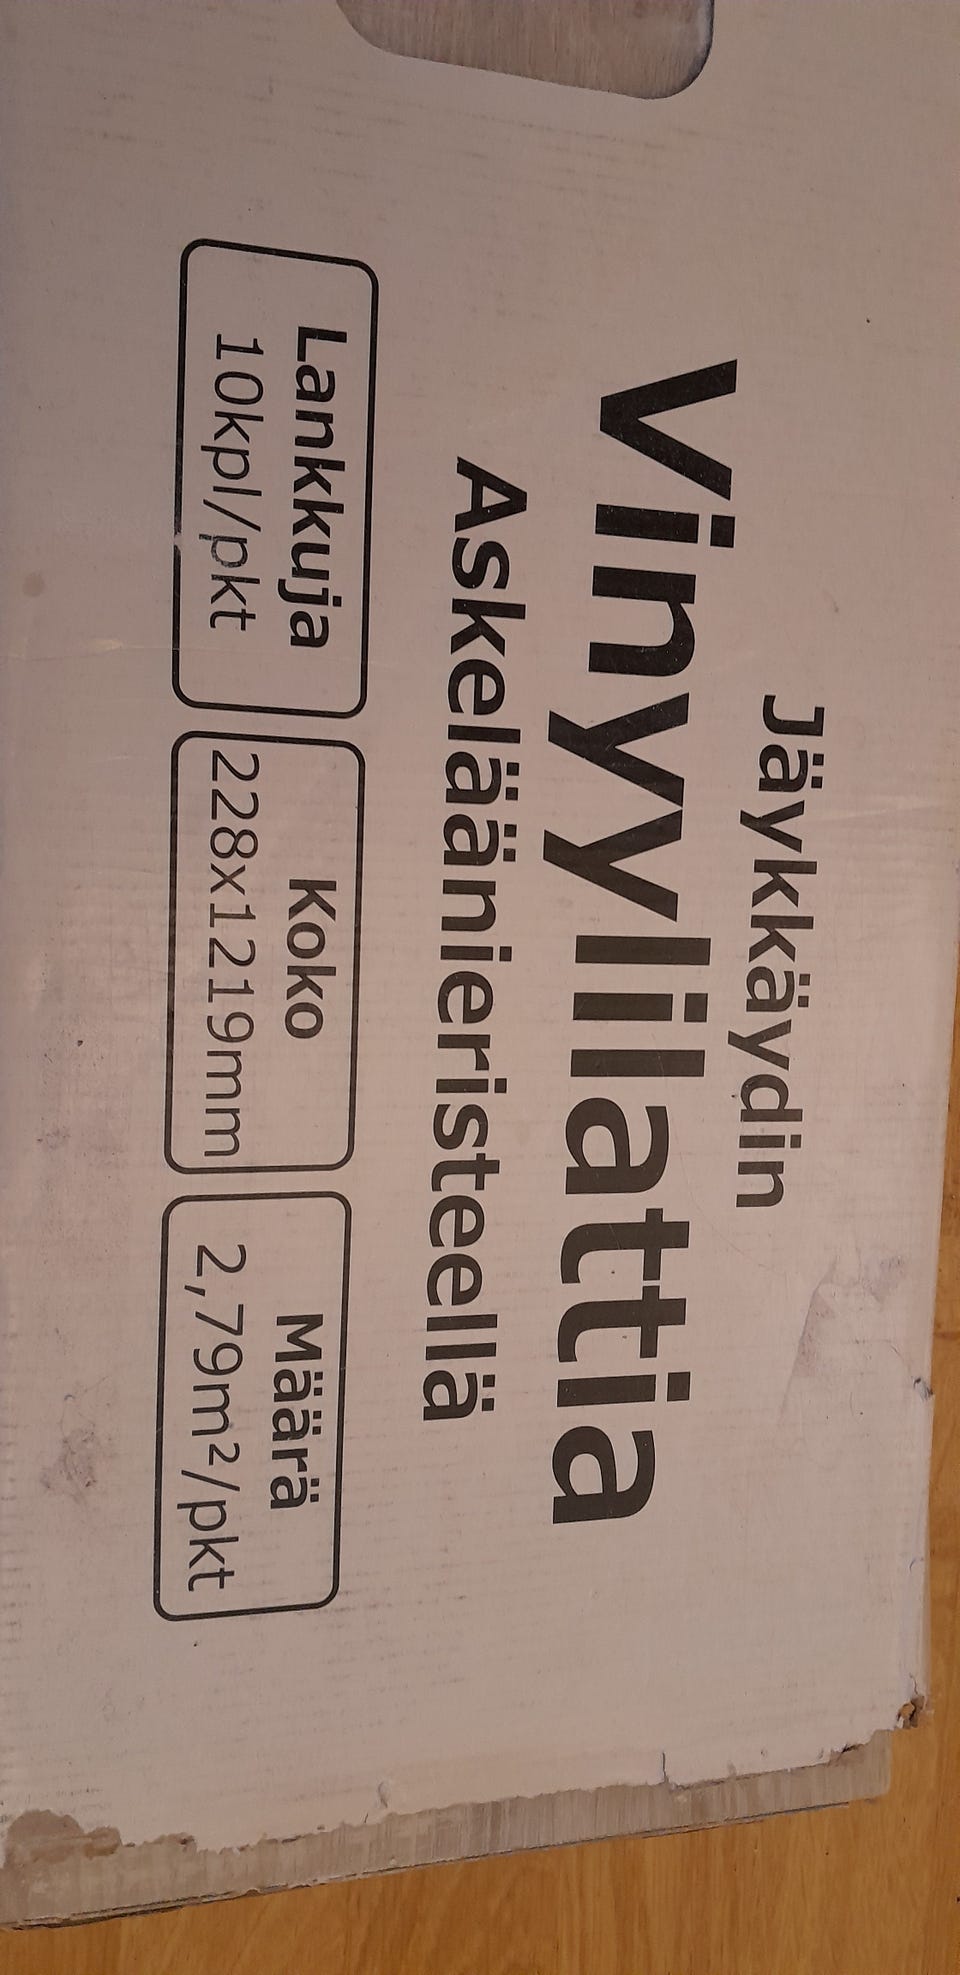 Jäykkäydin
Vinyylilattia
Askeläänieristeellä
Lankkuja
10kpl/pkt
Koko
228x1219mm
Määrä
2,79m²/pkt